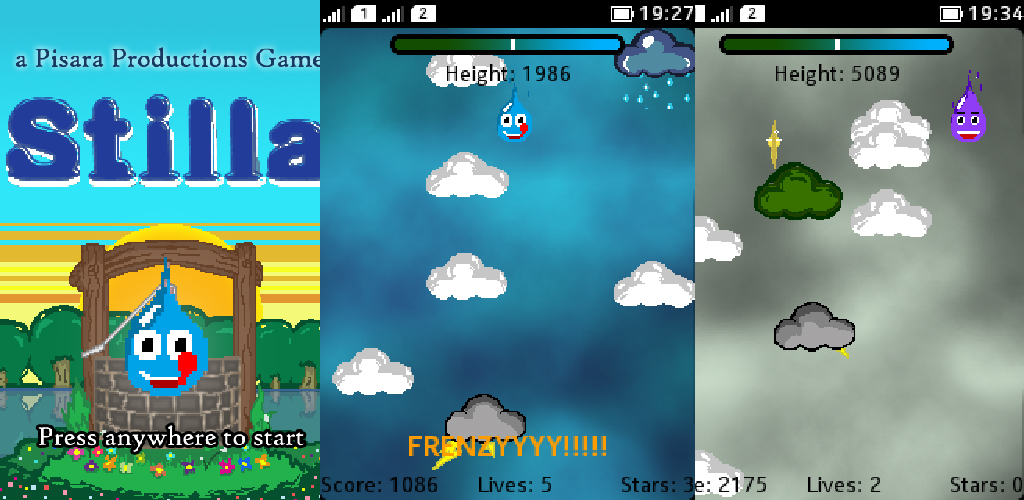 a Pisara Productions Game
Stilla
Press anywhere to start
1 2 19:27
Height: 1986
FRENZYYYY!!!!!
Score: 1086 Lives: 5 Stars: 3
2 19:34
Height: 5089
e: 2175 Lives: 2 Stars: 0